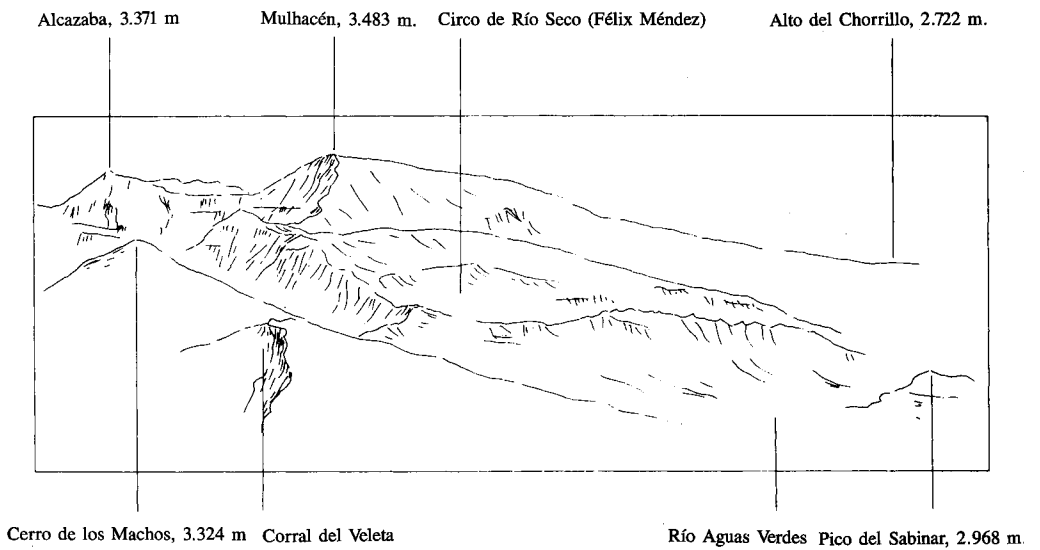 Alcazaba, 3.371 m
Mulhacén, 3.483 m.
Circo de Río Seco (Félix Méndez)
Alto del Chorrillo, 2.722 m.
Cerro de los Machos, 3.324 m
Corral del Veleta
Río Aguas Verdes
Pico del Sabinar, 2.968 m.